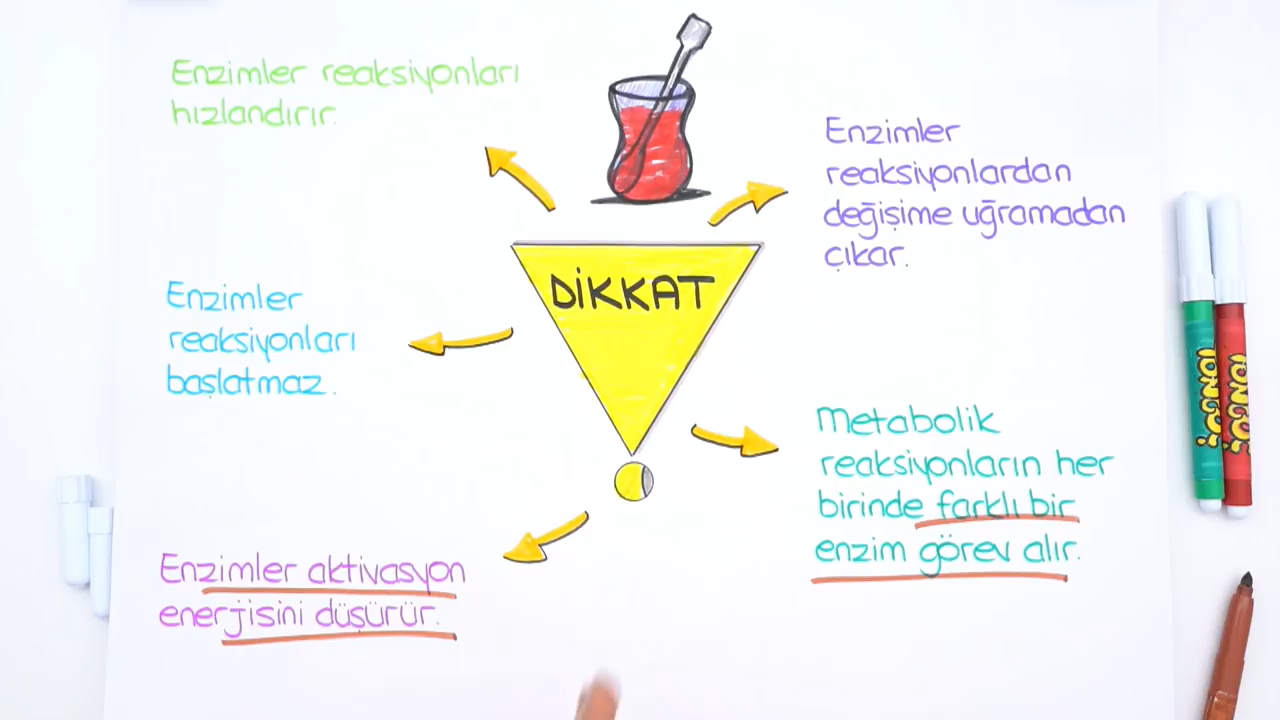 Enzimler reaksiyonları
hızlandırır.
Enzimler
reaksiyonlardan
değişime uğramadan
çıkar.
DİKKAT
Enzimler
reaksiyonları
başlatmaz.
Metabolik
reaksiyonların her
birinde farklı bir
enzim görev alır.
Enzimler aktivasyon
enerjisini düşürür.